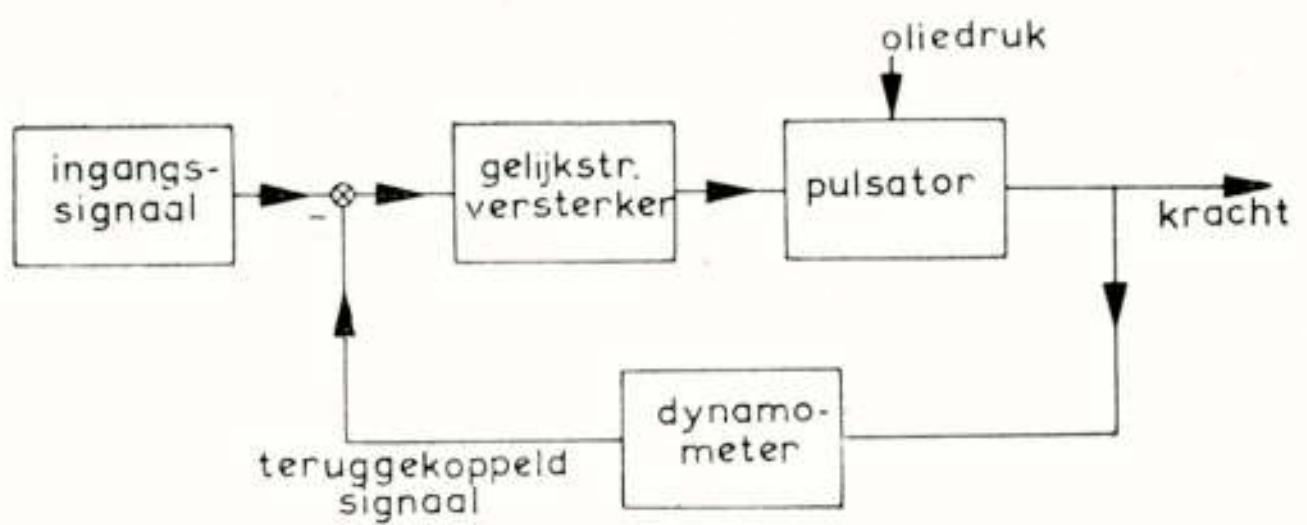 oliedruk
ingangs-
signaal
-
gelijkstr.
versterker
pulsator
kracht
dynamo-
meter
teruggekoppeld
signaal